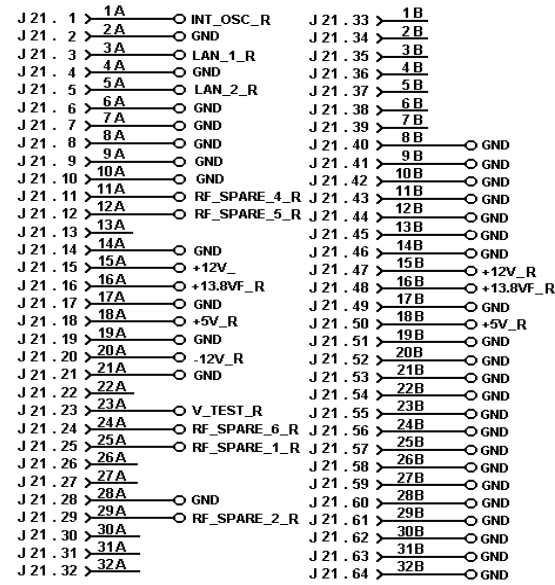 J21.1 1A INT_OSC_R
J21.2 2A GND
J21.3 3A LAN_1_R
J21.4 4A GND
J21.5 5A LAN_2_R
J21.6 6A GND
J21.7 7A GND
J21.8 8A GND
J21.9 9A GND
J21.10 10A GND
J21.11 11A RF_SPARE_4_R
J21.12 12A RF_SPARE_5_R
J21.13 13A
J21.14 14A GND
J21.15 15A +12V_
J21.16 16A +13.8VF_R
J21.17 17A GND
J21.18 18A +5V_R
J21.19 19A GND
J21.20 20A -12V_R
J21.21 21A GND
J21.22 22A
J21.23 23A V_TEST_R
J21.24 24A RF_SPARE_6_R
J21.25 25A RF_SPARE_1_R
J21.26 26A
J21.27 27A
J21.28 28A GND
J21.29 29A RF_SPARE_2_R
J21.30 30A
J21.31 31A
J21.32 32A
J21.33 1B
J21.34 2B
J21.35 3B
J21.36 4B
J21.37 5B
J21.38 6B
J21.39 7B
J21.40 8B GND
J21.41 9B GND
J21.42 10B GND
J21.43 11B GND
J21.44 12B GND
J21.45 13B GND
J21.46 14B GND
J21.47 15B +12V_R
J21.48 16B +13.8VF_R
J21.49 17B GND
J21.50 18B +5V_R
J21.51 19B GND
J21.52 20B GND
J21.53 21B GND
J21.54 22B GND
J21.55 23B GND
J21.56 24B GND
J21.57 25B GND
J21.58 26B GND
J21.59 27B GND
J21.60 28B GND
J21.61 29B GND
J21.62 30B GND
J21.63 31B GND
J21.64 32B GND